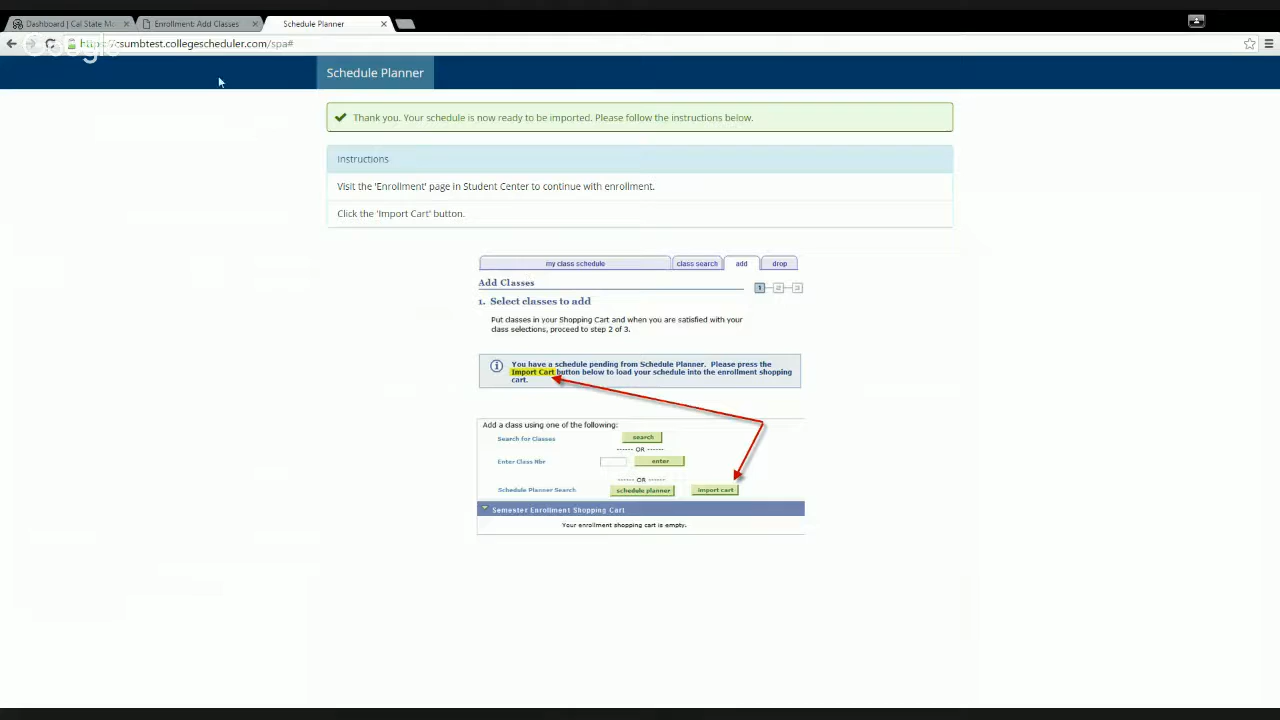 Dashboard | Cal State Mo
Enrollment: Add Classes
Schedule Planner
https://csumbtest.collegescheduler.com/spa#
Google
Schedule Planner
Thank you. Your schedule is now ready to be imported. Please follow the instructions below.
Instructions
Visit the 'Enrollment' page in Student Center to continue with enrollment.
Click the 'Import Cart' button.
my class schedule
class search
add
drop
Add Classes
1
2
3
1. Select classes to add
Put classes in your Shopping Cart and when you are satisfied with your
class selections, proceed to step 2 of 3.
You have a schedule pending from Schedule Planner. Please press the
Import Cart button below to load your schedule into the enrollment shopping
cart.
Add a class using one of the following:
Search for Classes
search
------ OR ------
Enter Class Nbr
enter
------ OR ------
Schedule Planner Search
schedule planner
import cart
Semester Enrollment Shopping Cart
Your enrollment shopping cart is empty.